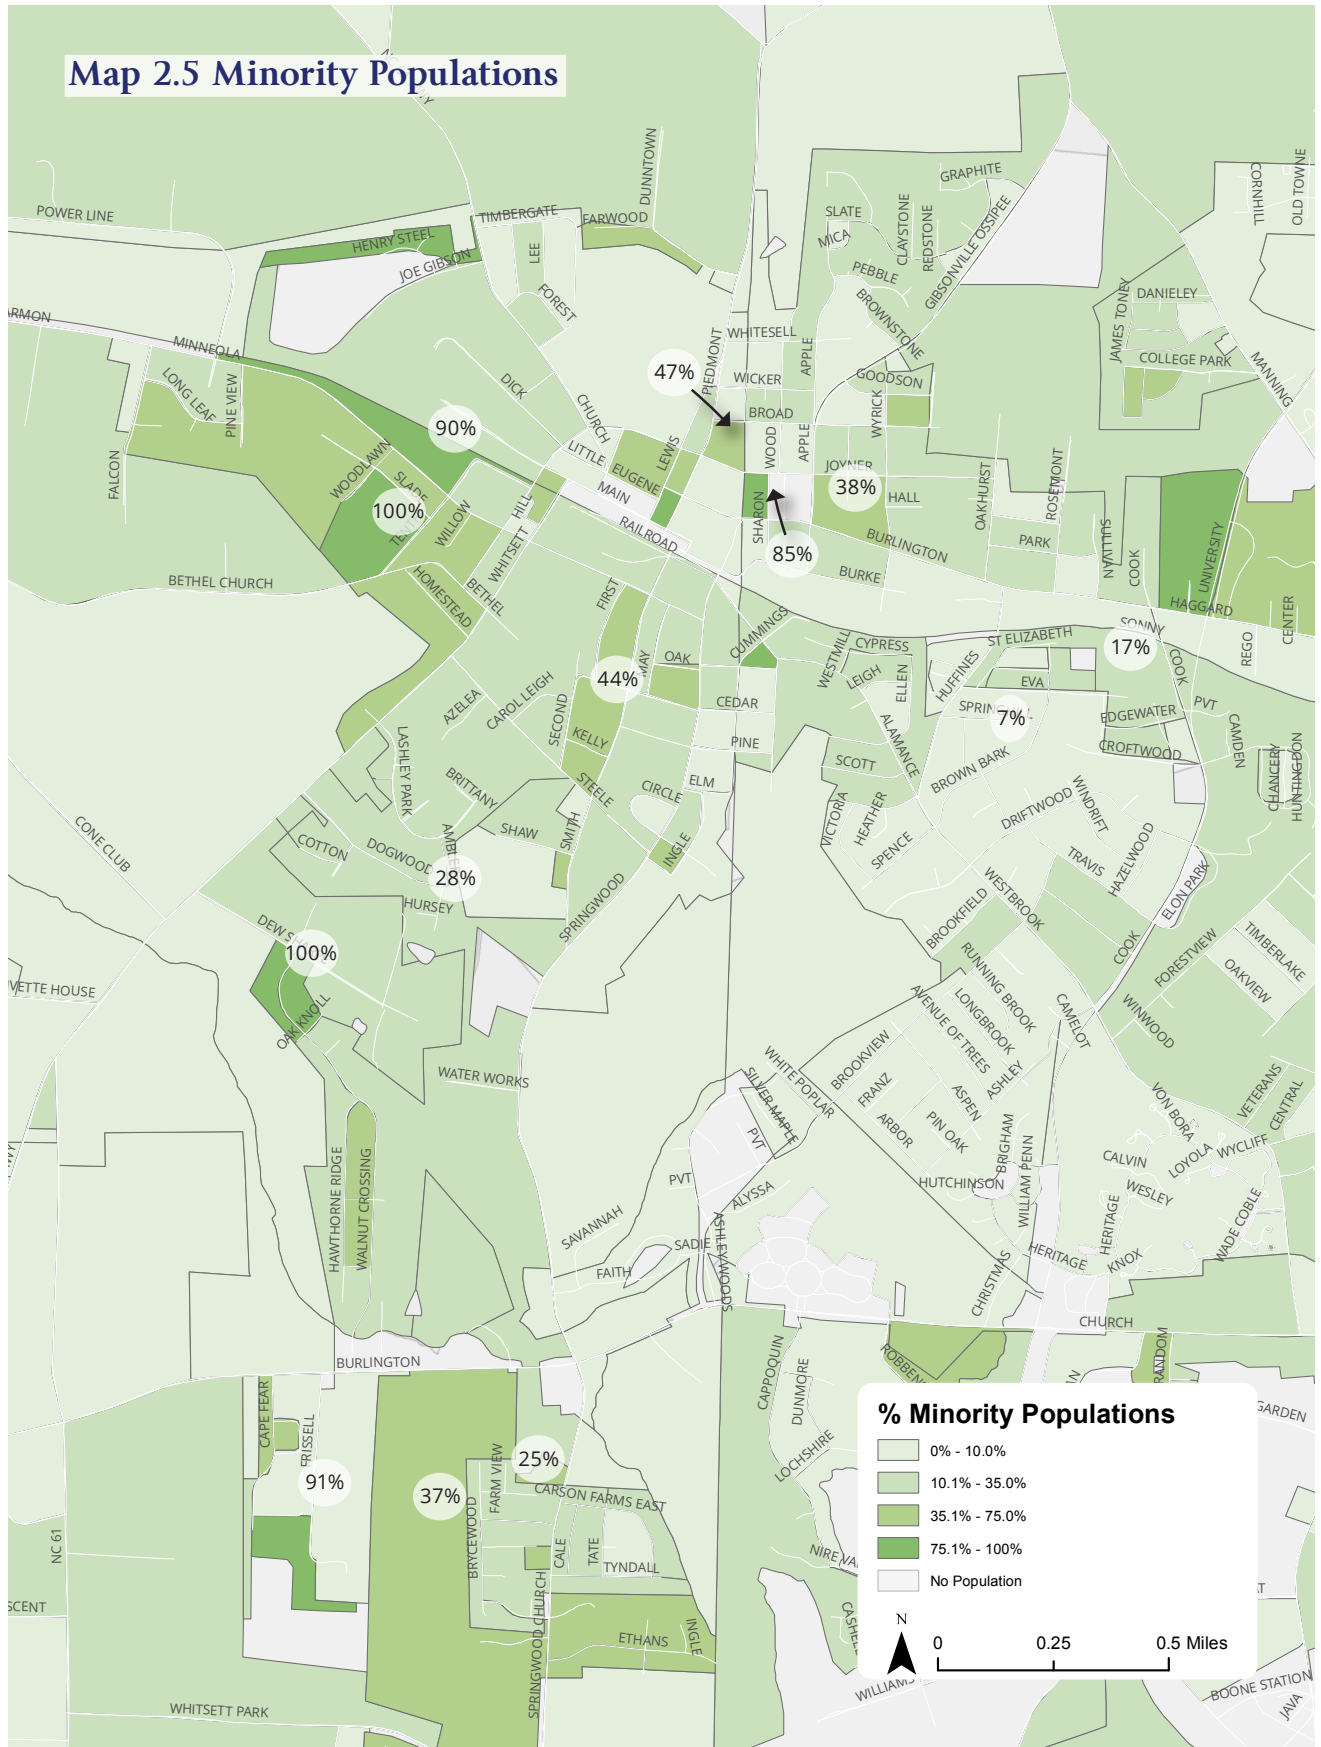 Map 2.5 Minority Populations
DUNNTOWN
POWER LINE
TIMBERGATE
FARWOOD
HENRY STEEL
JOE GIBSON
LEE
FOREST
SLATE
MICA
GRAPHITE
CLAYSTONE
REDSTONE
PEBBLE
BROWNSTONE
GIBSONVILLE OSSIPEE
CORNHILL
OLD TOWNE
DANIELEY
JAMES TONEY
COLLEGE PARK
MANNING
ARMON
MINNEOLA
LONG LEAF
PINE VIEW
FALCON
DICK
CHURCH
PIEDMONT
WHITESELL
WICKER
APPLE
GOODSON
WYRICK
47%
BROAD
WOOD
APPLE
90%
LITTLE
EUGENE
LEWIS
MAIN
RAILROAD
WOODLAWN
SLADE
100%
TENTH
WILLOW
HILL
WHITSETT
SHARON
85%
JOYNER
38%
HALL
BURLINGTON
BURKE
OAKHURST
ROSEMONT
PARK
SULLIVAN
COOK
UNIVERSITY
HAGGARD
CENTER
REGO
BETHEL CHURCH
HOMESTEAD
BETHEL
FIRST
MAY
OAK
CUMMINGS
44%
CEDAR
PINE
ELM
WESTMILL
CYPRESS
LEIGH
ELLEN
HUFFINES
ST ELIZABETH
SONNY
17%
COOK
EVA
SPRINGHILL
7%
EDGEWATER
PVT
CAMDEN
CROFTWOOD
CHANCERY
HUNTINGDON
AZELEA
CAROL LEIGH
SECOND
KELLY
STEELE
CIRCLE
LASHLEY PARK
BRITTANY
SHAW
SMITH
INGLE
SCOTT
ALAMANCE
BROWN BARK
VICTORIA
HEATHER
SPENCE
DRIFTWOOD
WINDRIFT
TRAVIS
HAZELWOOD
ELON PARK
CONE CLUB
COTTON
DOGWOOD
28%
HURSEY
SPRINGWOOD
BROOKFIELD
WESTBROOK
COOK
FORESTVIEW
TIMBERLAKE
OAKVIEW
WINWOOD
100%
OAK KNOLL
VETTE HOUSE
WATER WORKS
RUNNING BROOK
LONGBROOK
AVENUE OF TREES
CAMELOT
ASHLEY
BROOKVIEW
FRANZ
ARBOR
ASPEN
PIN OAK
WHITE POPLAR
SILVER MAPLE
PVT
PVT
ALYSSA
VETERANS
CENTRAL
VON BORA
LOYOLA
WYCLIFF
CALVIN
WESLEY
BRIGHAM
WILLIAM PENN
HUTCHINSON
HERITAGE
HERITAGE
KNOX
WADE COBLE
CHRISTMAS
HAWTHORNE RIDGE
WALNUT CROSSING
SAVANNAH
SADIE
FAITH
ASHLEY WOODS
CHURCH
BURLINGTON
CAPE FEAR
FRISSELL
91%
37%
25%
FARM VIEW
CARSON FARMS EAST
BRYCEWOOD
CALE
TATE
TYNDALL
CAPPOQUIN
DUNMORE
LOCHSHIRE
GARDEN
NC 61
SCENT
SPRINGWOOD CHURCH
ETHANS
INGLE
WHITSETT PARK
WILLIAMS
BOONE STATION
JAVA
% Minority Populations
0% - 10.0%
10.1% - 35.0%
35.1% - 75.0%
75.1% - 100%
No Population
N
0 0.25 0.5 Miles